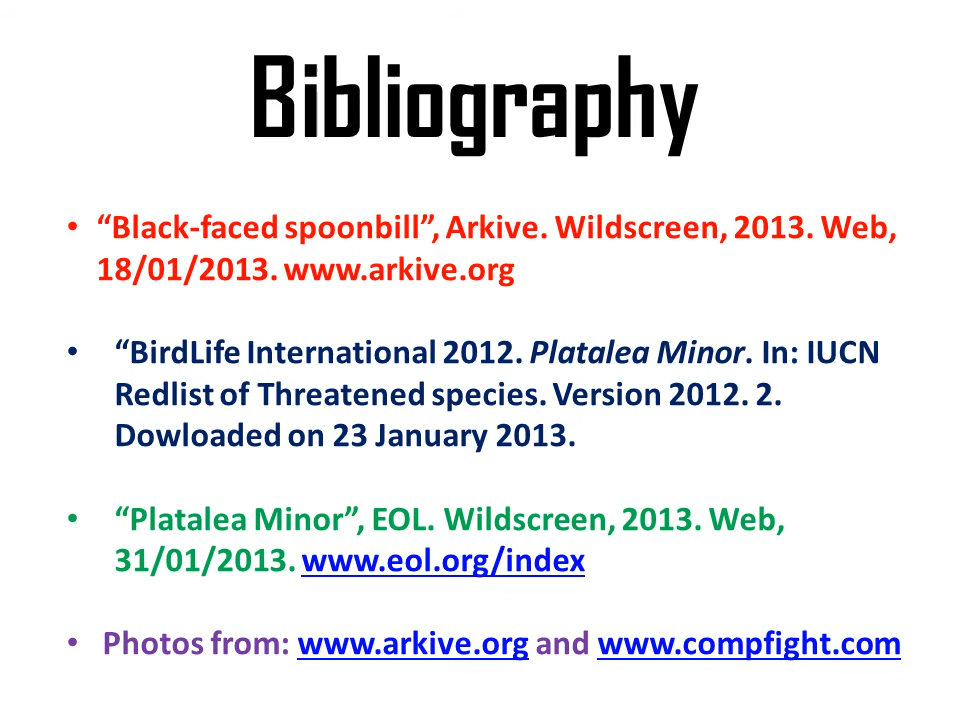 Bibliography
• “Black-faced spoonbill”, Arkive. Wildscreen, 2013. Web,
18/01/2013. www.arkive.org
• “BirdLife International 2012. Platalea Minor. In: IUCN
Redlist of Threatened species. Version 2012. 2.
Dowloaded on 23 January 2013.
• “Platalea Minor”, EOL. Wildscreen, 2013. Web,
31/01/2013. www.eol.org/index
• Photos from: www.arkive.org and www.compfight.com